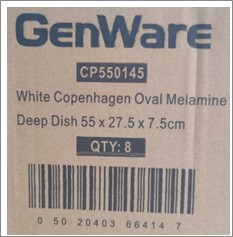 GenWare
CP550145
White Copenhagen Oval Melamine
Deep Dish 55 x 27.5 x 7.5cm
QTY: 8
0 50 20403 66414 7